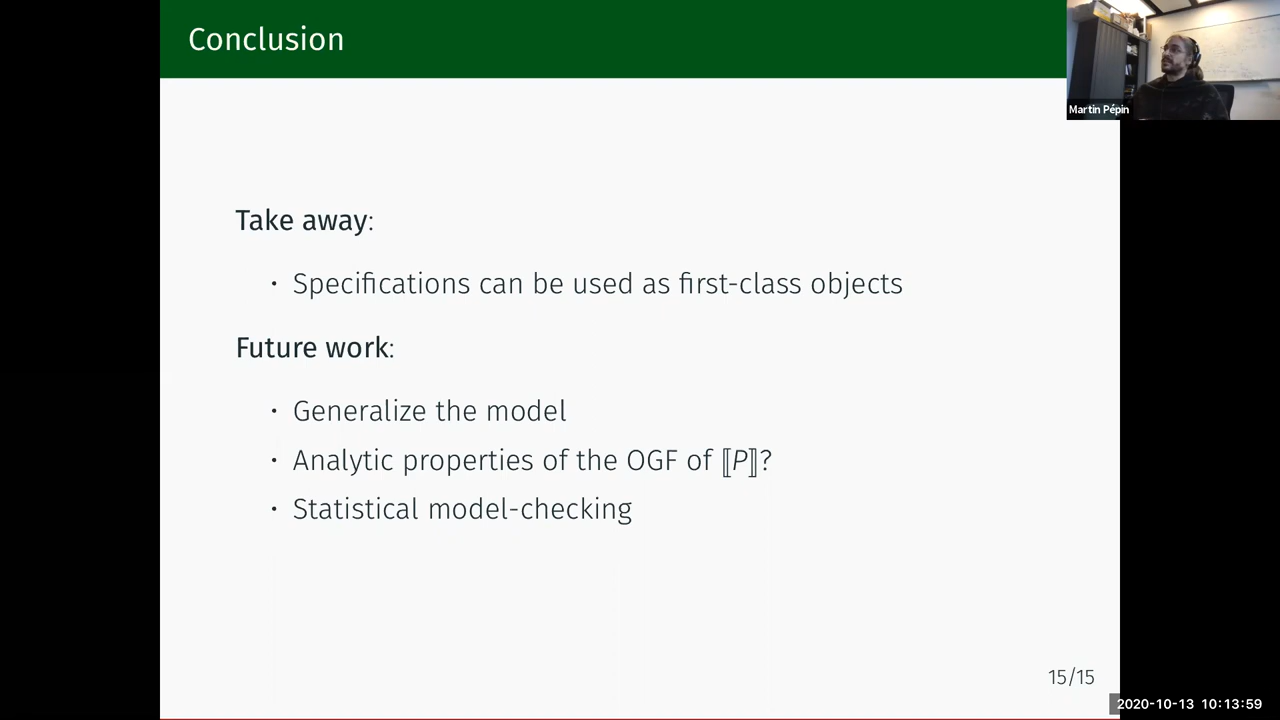 Conclusion
Martin Pépin
Take away:
• Specifications can be used as first-class objects
Future work:
• Generalize the model
• Analytic properties of the OGF of ⟦P⟧?
• Statistical model-checking
15/15
2020-10-13 10:13:59